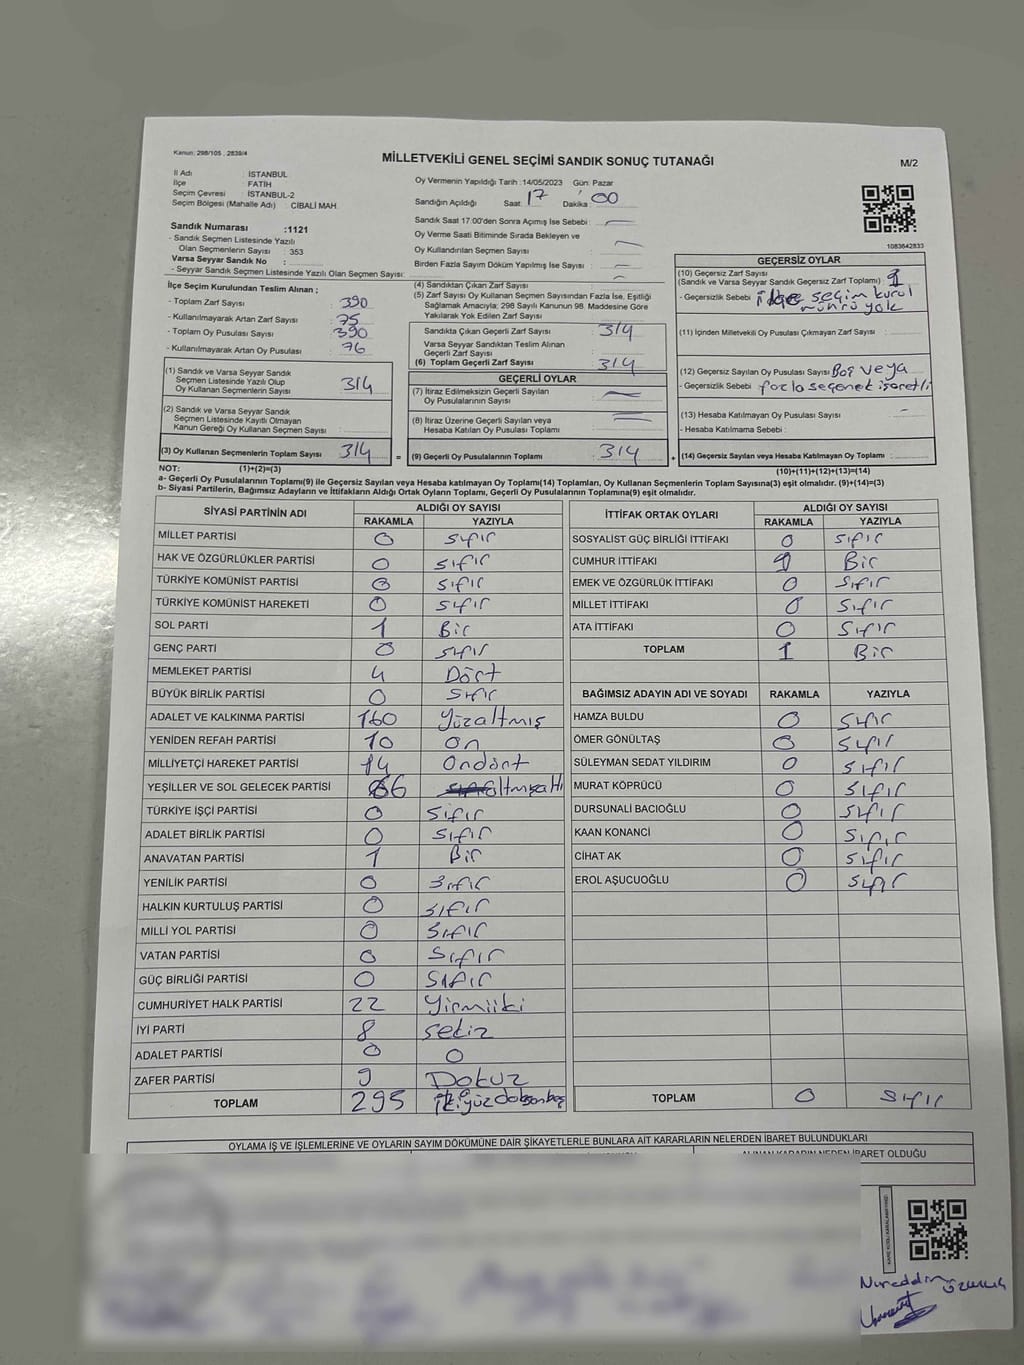 Kanun: 298/105 , 2839/4
MİLLETVEKİLİ GENEL SEÇİMİ SANDIK SONUÇ TUTANAĞI
M/2
İl Adı : İSTANBUL
İlçe : FATİH
Seçim Çevresi : İSTANBUL-2
Seçim Bölgesi (Mahalle Adı) : CİBALİ MAH
Oy Vermenin Yapıldığı Tarih :14/05/2023 Gün: Pazar
Sandığın Açıldığı Saat: 17 Dakika: 00
Sandık Saat 17:00'den Sonra Açımış İse Sebebi :
Oy Verme Saati Bitiminde Sırada Bekleyen ve
Oy Kullandırılan Seçmen Sayısı :
Birden Fazla Sayım Döküm Yapılmış İse Sayısı :
1083642833
Sandık Numarası :1121
- Sandık Seçmen Listesinde Yazılı
Olan Seçmenlerin Sayısı : 353
Varsa Seyyar Sandık No :
- Seyyar Sandık Seçmen Listesinde Yazılı Olan Seçmen Sayısı:
İlçe Seçim Kurulundan Teslim Alınan ;
- Toplam Zarf Sayısı : 390
- Kullanılmayarak Artan Zarf Sayısı : 75
- Toplam Oy Pusulası Sayısı : 390
- Kullanılmayarak Artan Oy Pusulası : 76
(1) Sandık ve Varsa Seyyar Sandık
Seçmen Listesinde Yazılı Olup
Oy Kullanan Seçmenlerin Sayısı : 314
(2) Sandık ve Varsa Seyyar Sandık
Seçmen Listesinde Kayıtlı Olmayan
Kanun Gereği Oy Kullanan Seçmen Sayısı :
(3) Oy Kullanan Seçmenlerin Toplam Sayısı : 314
(4) Sandıktan Çıkan Zarf Sayısı :
(5) Zarf Sayısı Oy Kullanan Seçmen Sayısından Fazla İse, Eşitliği
Sağlamak Amacıyla; 298 Sayılı Kanunun 98. Maddesine Göre
Yakılarak Yok Edilen Zarf Sayısı :
Sandıkta Çıkan Geçerli Zarf Sayısı : 314
Varsa Seyyar Sandıktan Teslim Alınan
Geçerli Zarf Sayısı :
(6) Toplam Geçerli Zarf Sayısı : 314
GEÇERLİ OYLAR
(7) İtiraz Edilmeksizin Geçerli Sayılan
Oy Pusulalarının Sayısı :
(8) İtiraz Üzerine Geçerli Sayılan veya
Hesaba Katılan Oy Pusulası Toplamı :
= (9) Geçerli Oy Pusulalarının Toplamı : 314
GEÇERSİZ OYLAR
(10) Geçersiz Zarf Sayısı
(Sandık ve Varsa Seyyar Sandık Geçersiz Zarf Toplamı) : 1
- Geçersizlik Sebebi : ilçe seçim kurul
mührü yok
(11) İçinden Milletvekili Oy Pusulası Çıkmayan Zarf Sayısı :
(12) Geçersiz Sayılan Oy Pusulası Sayısı : Boş veya
- Geçersizlik Sebebi : fazla seçenek işaretli
(13) Hesaba Katılmayan Oy Pusulası Sayısı : -
- Hesaba Katılmama Sebebi :
+ (14) Geçersiz Sayılan veya Hesaba Katılmayan Oy Toplamı :
NOT: (1)+(2)=(3)
(10)+(11)+(12)+(13)=(14)
a- Geçerli Oy Pusulalarının Toplamı(9) ile Geçersiz Sayılan veya Hesaba katılmayan Oy Toplamı(14) Toplamları, Oy Kullanan Seçmenlerin Toplam Sayısına(3) eşit olmalıdır. (9)+(14)=(3)
b- Siyasi Partilerin, Bağımsız Adayların ve İttifakların Aldığı Ortak Oyların Toplamı, Geçerli Oy Pusulalarının Toplamına(9) eşit olmalıdır.
SİYASİ PARTİNİN ADI ALDIĞI OY SAYISI
RAKAMLA YAZIYLA
MİLLET PARTİSİ 0 sıfır
HAK VE ÖZGÜRLÜKLER PARTİSİ 0 sıfır
TÜRKİYE KOMÜNİST PARTİSİ 0 sıfır
TÜRKİYE KOMÜNİST HAREKETİ 0 sıfır
SOL PARTİ 1 Bir
GENÇ PARTİ 0 sıfır
MEMLEKET PARTİSİ 4 Dört
BÜYÜK BİRLİK PARTİSİ 0 sıfır
ADALET VE KALKINMA PARTİSİ 160 Yüzaltmış
YENİDEN REFAH PARTİSİ 10 on
MİLLİYETÇİ HAREKET PARTİSİ 14 Ondört
YEŞİLLER VE SOL GELECEK PARTİSİ 66 altmışaltı
TÜRKİYE İŞÇİ PARTİSİ 0 sıfır
ADALET BİRLİK PARTİSİ 0 sıfır
ANAVATAN PARTİSİ 1 Bir
YENİLİK PARTİSİ 0 sıfır
HALKIN KURTULUŞ PARTİSİ 0 sıfır
MİLLİ YOL PARTİSİ 0 sıfır
VATAN PARTİSİ 0 sıfır
GÜÇ BİRLİĞİ PARTİSİ 0 sıfır
CUMHURİYET HALK PARTİSİ 22 Yirmiiki
İYİ PARTİ 8 sekiz
ADALET PARTİSİ 0 0
ZAFER PARTİSİ 9 Dokuz
TOPLAM 295
İTTİFAK ORTAK OYLARI ALDIĞI OY SAYISI
RAKAMLA YAZIYLA
SOSYALİST GÜÇ BİRLİĞİ İTTİFAKI 0 sıfır
CUMHUR İTTİFAKI 1 Bir
EMEK VE ÖZGÜRLÜK İTTİFAKI 0 sıfır
MİLLET İTTİFAKI 0 sıfır
ATA İTTİFAKI 0 sıfır
TOPLAM 1 Bir
BAĞIMSIZ ADAYIN ADI VE SOYADI RAKAMLA YAZIYLA
HAMZA BULDU 0 sıfır
ÖMER GÖNÜLTAŞ 0 sıfır
SÜLEYMAN SEDAT YILDIRIM 0 sıfır
MURAT KÖPRÜCÜ 0 sıfır
DURSUNALİ BACIOĞLU 0 sıfır
KAAN KONANCİ 0 sıfır
CİHAT AK 0 sıfır
EROL AŞUCUOĞLU 0 sıfır
TOPLAM 0 sıfır
OYLAMA İŞ VE İŞLEMLERİNE VE OYLARIN SAYIM DÖKÜMÜNE DAİR ŞİKAYETLERLE BUNLARA AİT KARARLARIN NELERDEN İBARET BULUNDUKLARI
ALINAN KARARIN NEDEN İBARET OLDUĞU
Nureddin